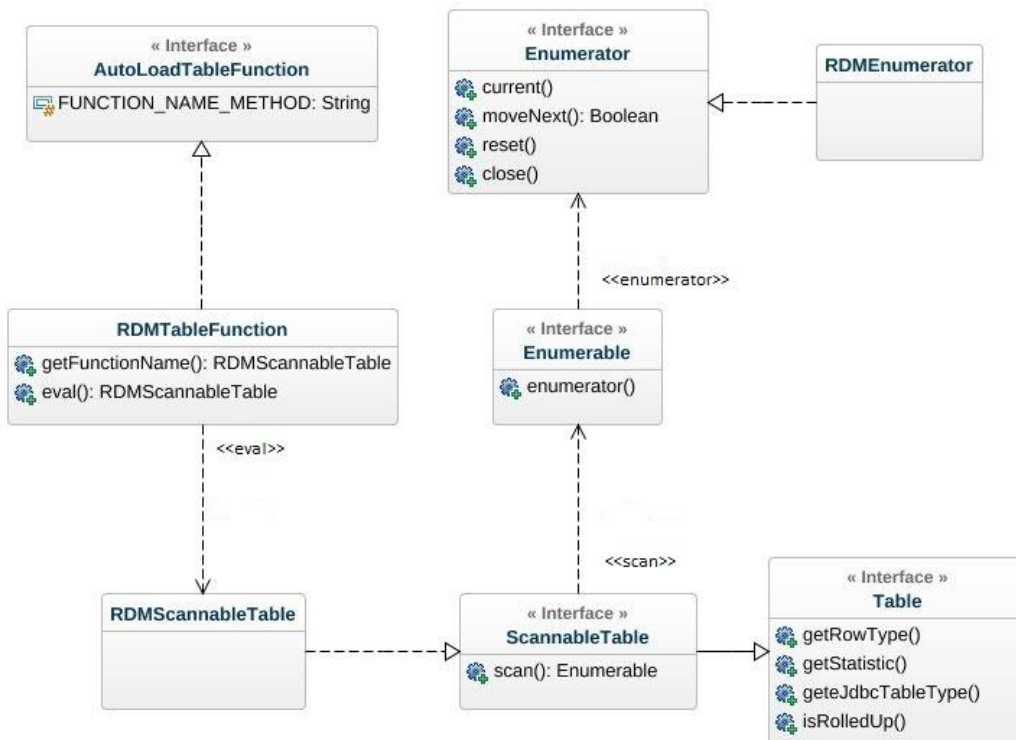 « Interface »
AutoLoadTableFunction
FUNCTION_NAME_METHOD: String
« Interface »
Enumerator
current()
moveNext(): Boolean
reset()
close()
RDMEnumerator
<<enumerator>>
RDMTableFunction
getFunctionName(): RDMScannableTable
eval(): RDMScannableTable
« Interface »
Enumerable
enumerator()
<<eval>>
<<scan>>
RDMScannableTable
« Interface »
ScannableTable
scan(): Enumerable
« Interface »
Table
getRowType()
getStatistic()
geteJdbcTableType()
isRolledUp()